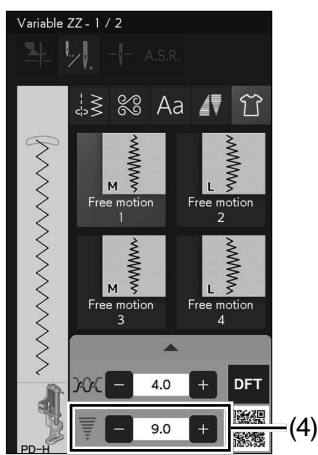 Variable ZZ - 1 / 2
A.S.R.
Aa
M
Free motion
1
L
Free motion
2
M
Free motion
3
L
Free motion
4
− 4.0 + DFT
− 9.0 +
(4)
PD-H